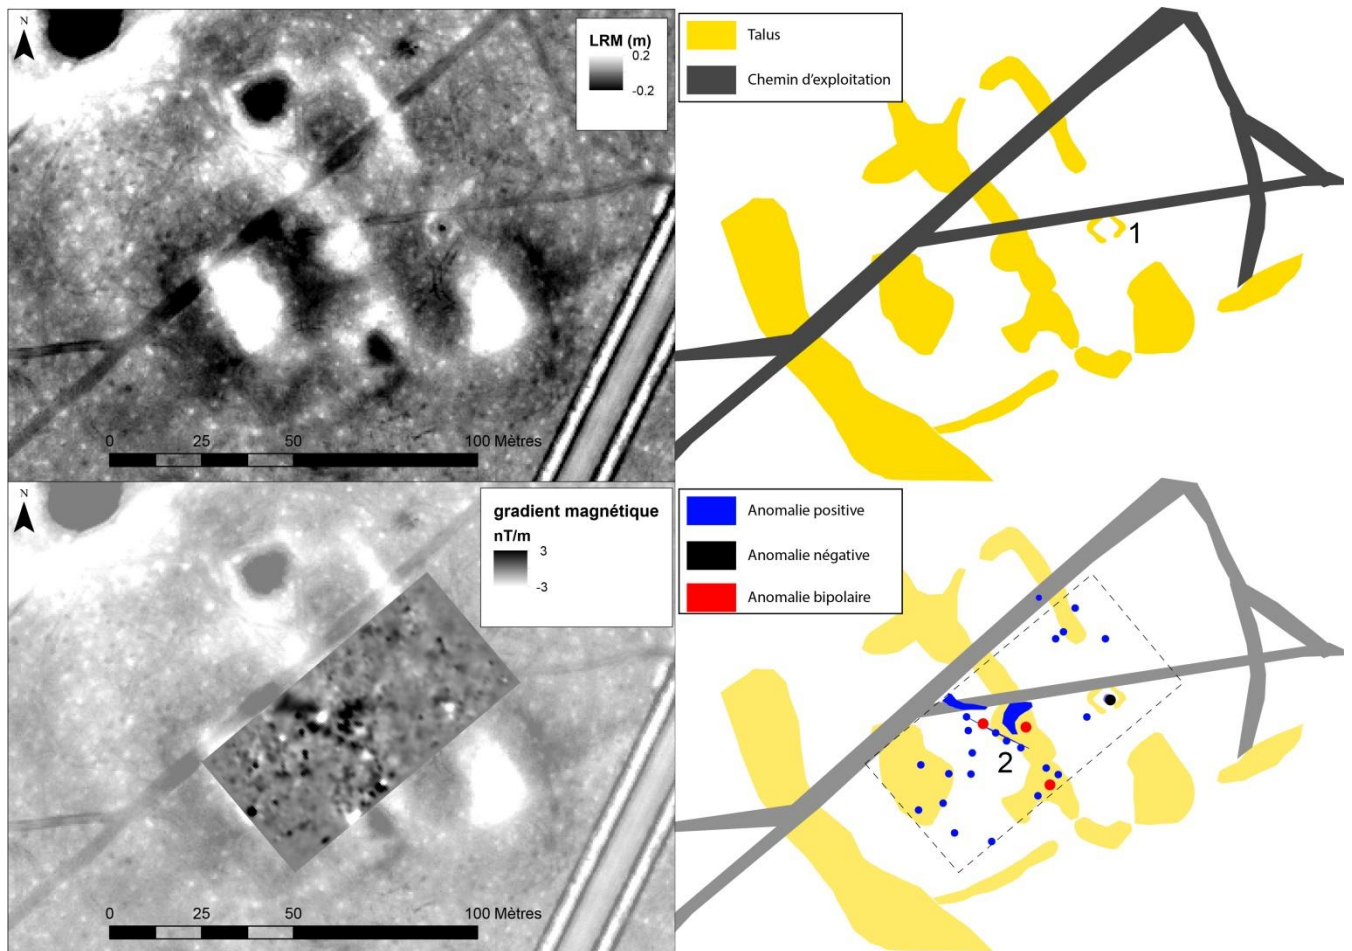 N
LRM (m)
0.2
-0.2
0 25 50 100 Mètres
Talus
Chemin d'exploitation
1
N
gradient magnétique
nT/m
3
-3
0 25 50 100 Mètres
Anomalie positive
Anomalie négative
Anomalie bipolaire
2